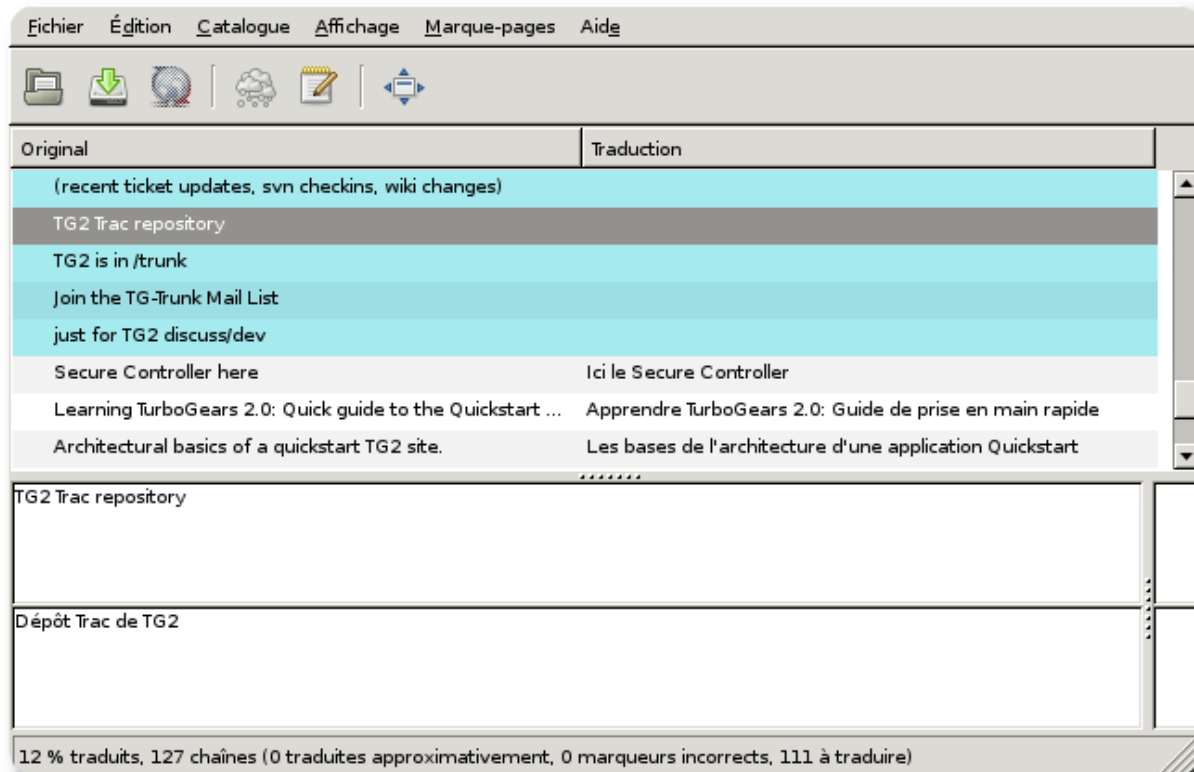 Fichier Édition Catalogue Affichage Marque-pages Aide
Original Traduction
(recent ticket updates, svn checkins, wiki changes)
TG2 Trac repository
TG2 is in /trunk
Join the TG-Trunk Mail List
just for TG2 discuss/dev
Secure Controller here Ici le Secure Controller
Learning TurboGears 2.0: Quick guide to the Quickstart ... Apprendre TurboGears 2.0: Guide de prise en main rapide
Architectural basics of a quickstart TG2 site. Les bases de l'architecture d'une application Quickstart
TG2 Trac repository
Dépôt Trac de TG2
12 % traduits, 127 chaînes (0 traduites approximativement, 0 marqueurs incorrects, 111 à traduire)